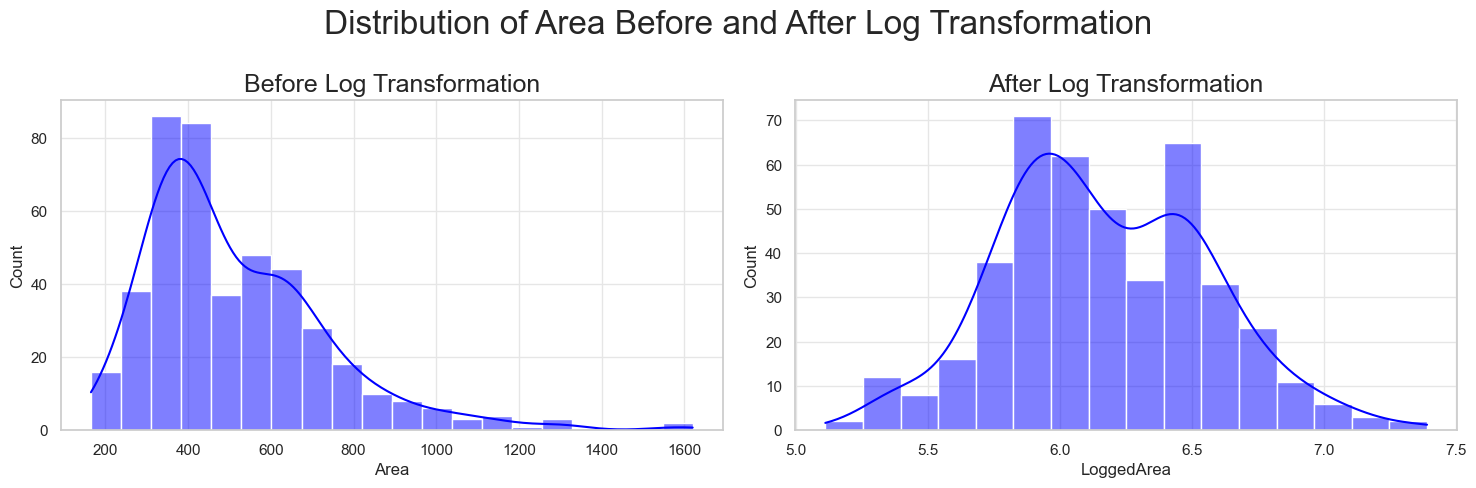 Distribution of Area Before and After Log Transformation
Before Log Transformation
Count
80
60
40
20
0
200 400 600 800 1000 1200 1400 1600
Area
After Log Transformation
Count
70
60
50
40
30
20
10
0
5.0 5.5 6.0 6.5 7.0 7.5
LoggedArea